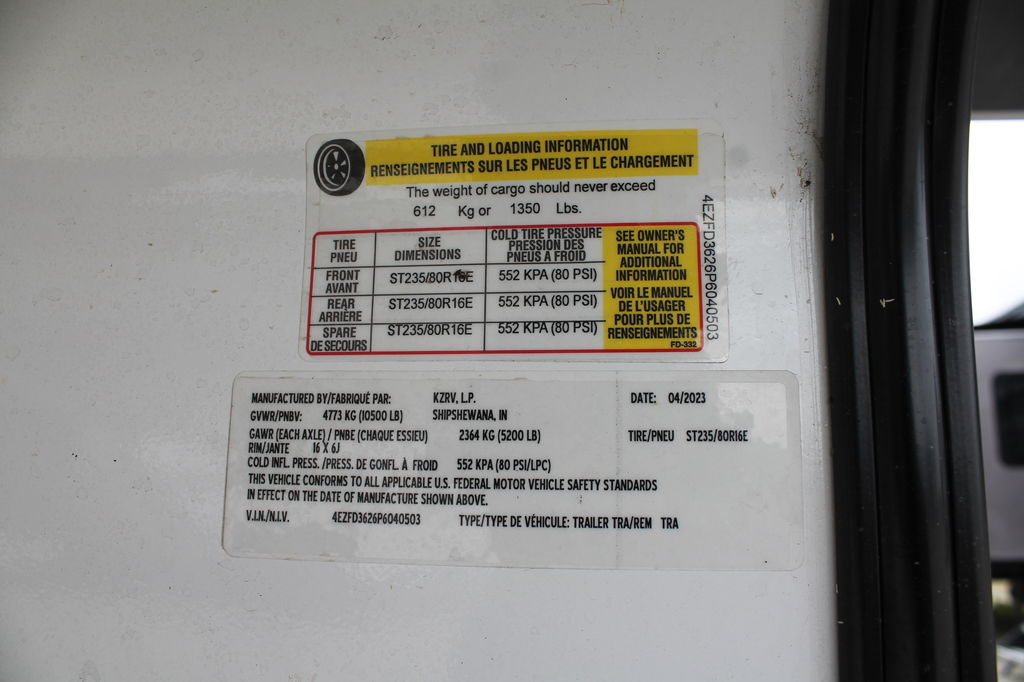 TIRE AND LOADING INFORMATION
RENSEIGNEMENTS SUR LES PNEUS ET LE CHARGEMENT
The weight of cargo should never exceed
612 Kg or 1350 Lbs.
TIRE
PNEU
SIZE
DIMENSIONS
COLD TIRE PRESSURE
PRESSION DES
PNEUS A FROID
FRONT
AVANT
ST235/80R16E
552 KPA (80 PSI)
REAR
ARRIÈRE
ST235/80R16E
552 KPA (80 PSI)
SPARE
DE SECOURS
ST235/80R16E
552 KPA (80 PSI)
SEE OWNER'S
MANUAL FOR
ADDITIONAL
INFORMATION
VOIR LE MANUEL
DE L'USAGER
POUR PLUS DE
RENSEIGNEMENTS
FD-332
4EZFD3626P6040503
MANUFACTURED BY/FABRIQUÉ PAR: KZRV, L.P. DATE: 04/2023
GVWR/PNBV: 4773 KG (10500 LB) SHIPSHEWANA, IN
GAWR (EACH AXLE) / PNBE (CHAQUE ESSIEU) 2364 KG (5200 LB) TIRE/PNEU ST235/80R16E
RIM/JANTE 16 X 6J
COLD INFL. PRESS. /PRESS. DE GONFL. À FROID 552 KPA (80 PSI/LPC)
THIS VEHICLE CONFORMS TO ALL APPLICABLE U.S. FEDERAL MOTOR VEHICLE SAFETY STANDARDS
IN EFFECT ON THE DATE OF MANUFACTURE SHOWN ABOVE.
V.I.N./N.I.V. 4EZFD3626P6040503 TYPE/TYPE DE VÉHICULE: TRAILER TRA/REM TRA